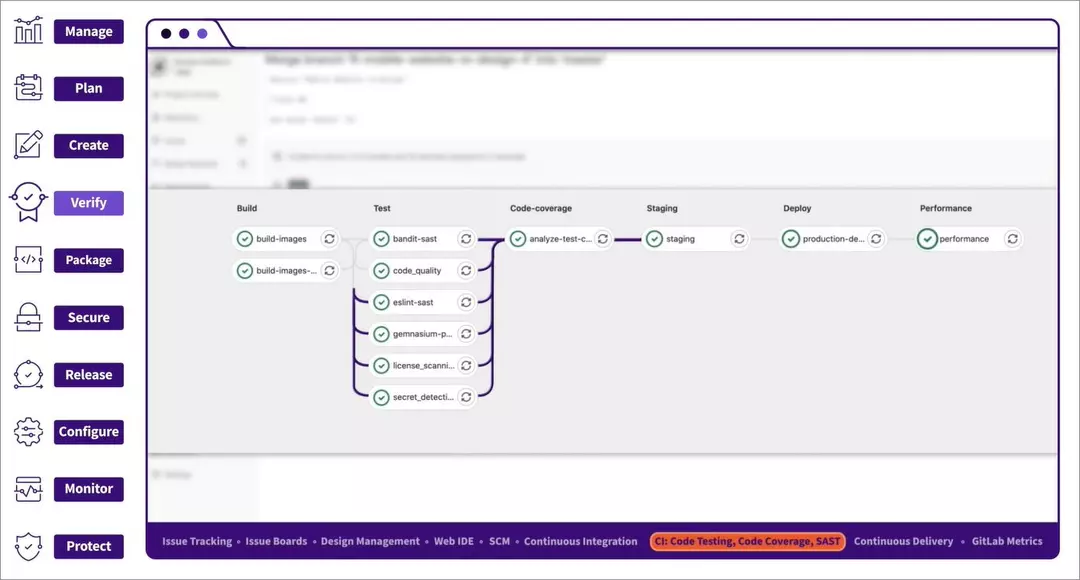 Manage
Plan
Create
Verify
Package
Secure
Release
Configure
Monitor
Protect
Build
build-images
build-images-...
Test
bandit-sast
code_quality
eslint-sast
gemnasium-p...
license_scanni...
secret_detecti...
Code-coverage
analyze-test-c...
Staging
staging
Deploy
production-de...
Performance
performance
Issue Tracking • Issue Boards • Design Management • Web IDE • SCM • Continuous Integration CI: Code Testing, Code Coverage, SAST Continuous Delivery • GitLab Metrics